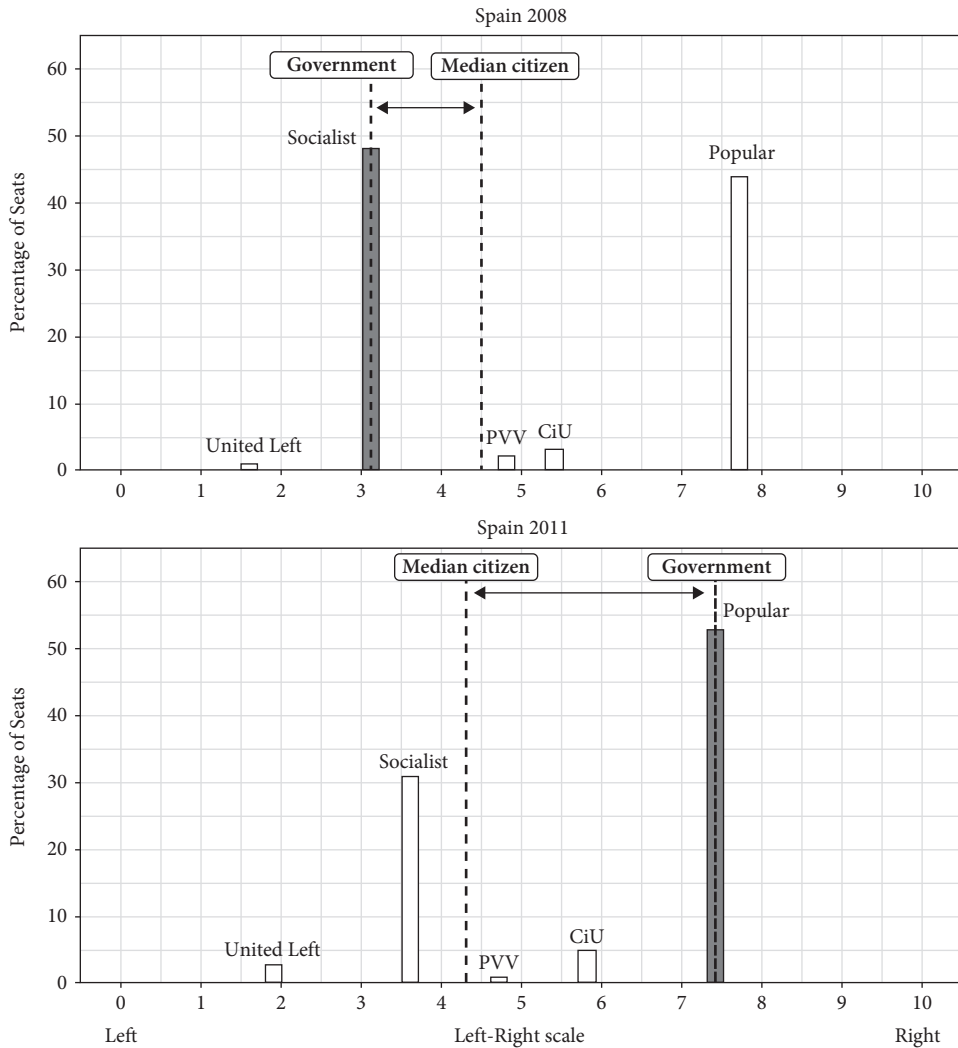 Spain 2008
Percentage of Seats
60
50
40
30
20
10
0
Government
Median citizen
Socialist
Popular
United Left
PVV
CiU
0 1 2 3 4 5 6 7 8 9 10
Spain 2011
Percentage of Seats
60
50
40
30
20
10
0
Median citizen
Government
Popular
Socialist
United Left
PVV
CiU
0 1 2 3 4 5 6 7 8 9 10
Left Left-Right scale Right